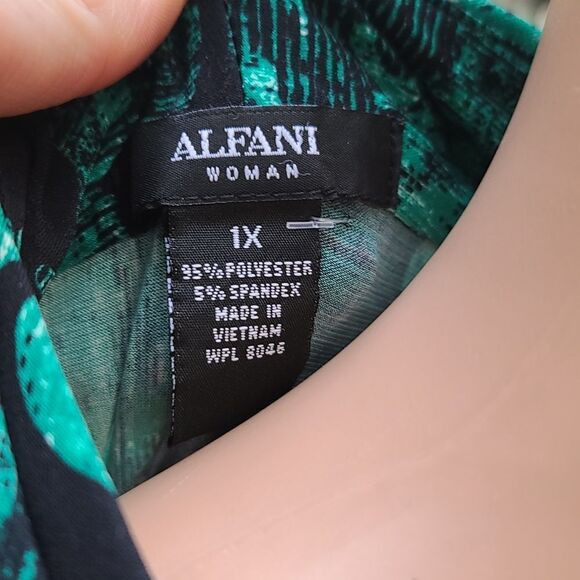 ALFANI
WOMAN
1X
95% POLYESTER
5% SPANDEX
MADE IN
VIETNAM
WPL 8046